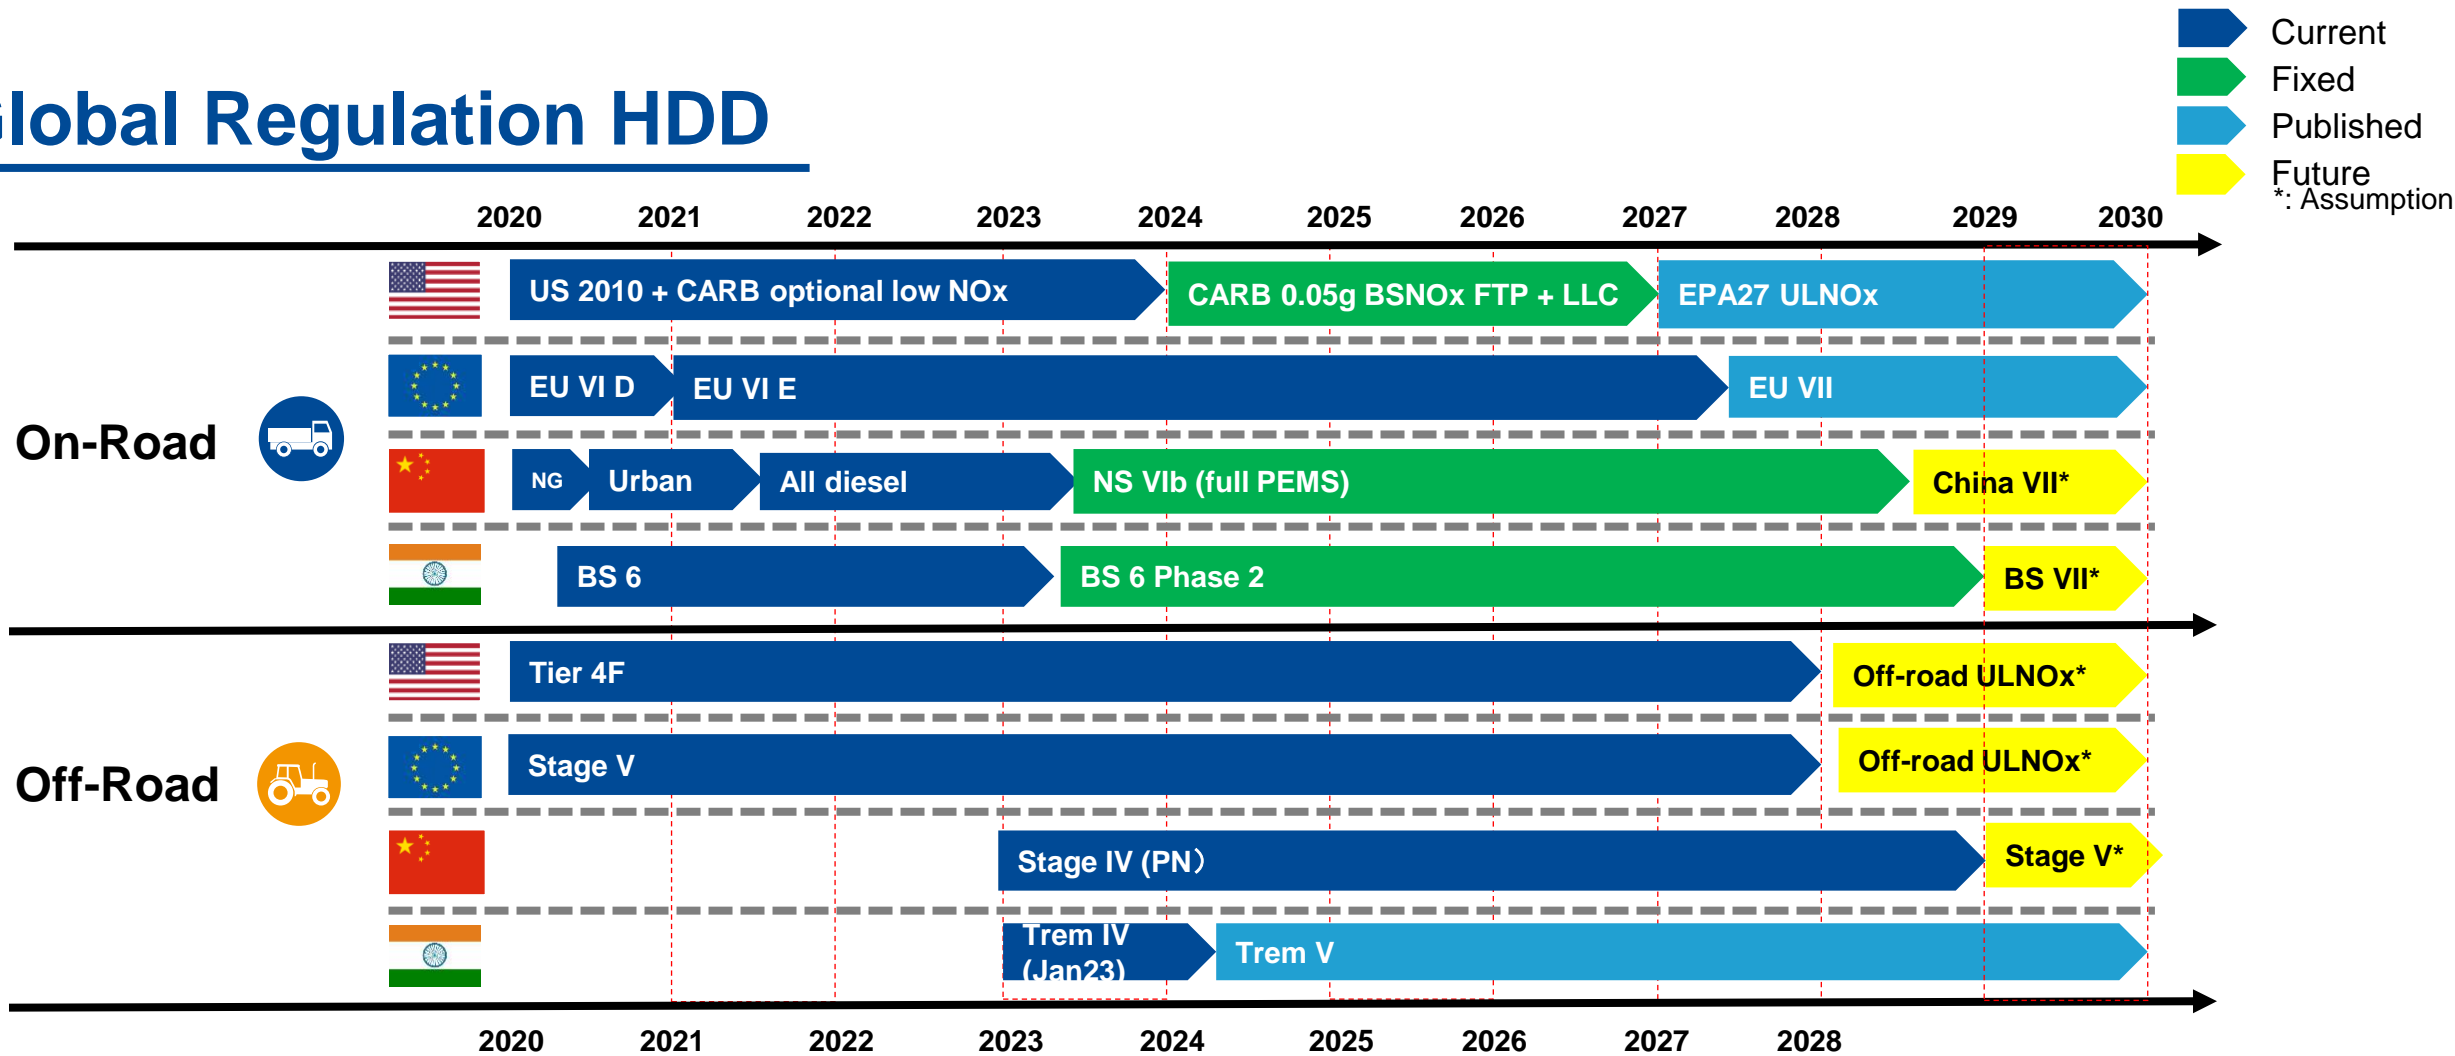 Current
Fixed
Published
Future
*: Assumption
Global Regulation HDD
2020 2021 2022 2023 2024 2025 2026 2027 2028 2029 2030
US 2010 + CARB optional low NOx
CARB 0.05g BSNOx FTP + LLC
EPA27 ULNOx
EU VI D
EU VI E
EU VII
On-Road
NG
Urban
All diesel
NS VIb (full PEMS)
China VII*
BS 6
BS 6 Phase 2
BS VII*
Tier 4F
Off-road ULNOx*
Off-Road
Stage V
Off-road ULNOx*
Stage IV (PN）
Stage V*
Trem IV
(Jan23)
Trem V
2020 2021 2022 2023 2024 2025 2026 2027 2028